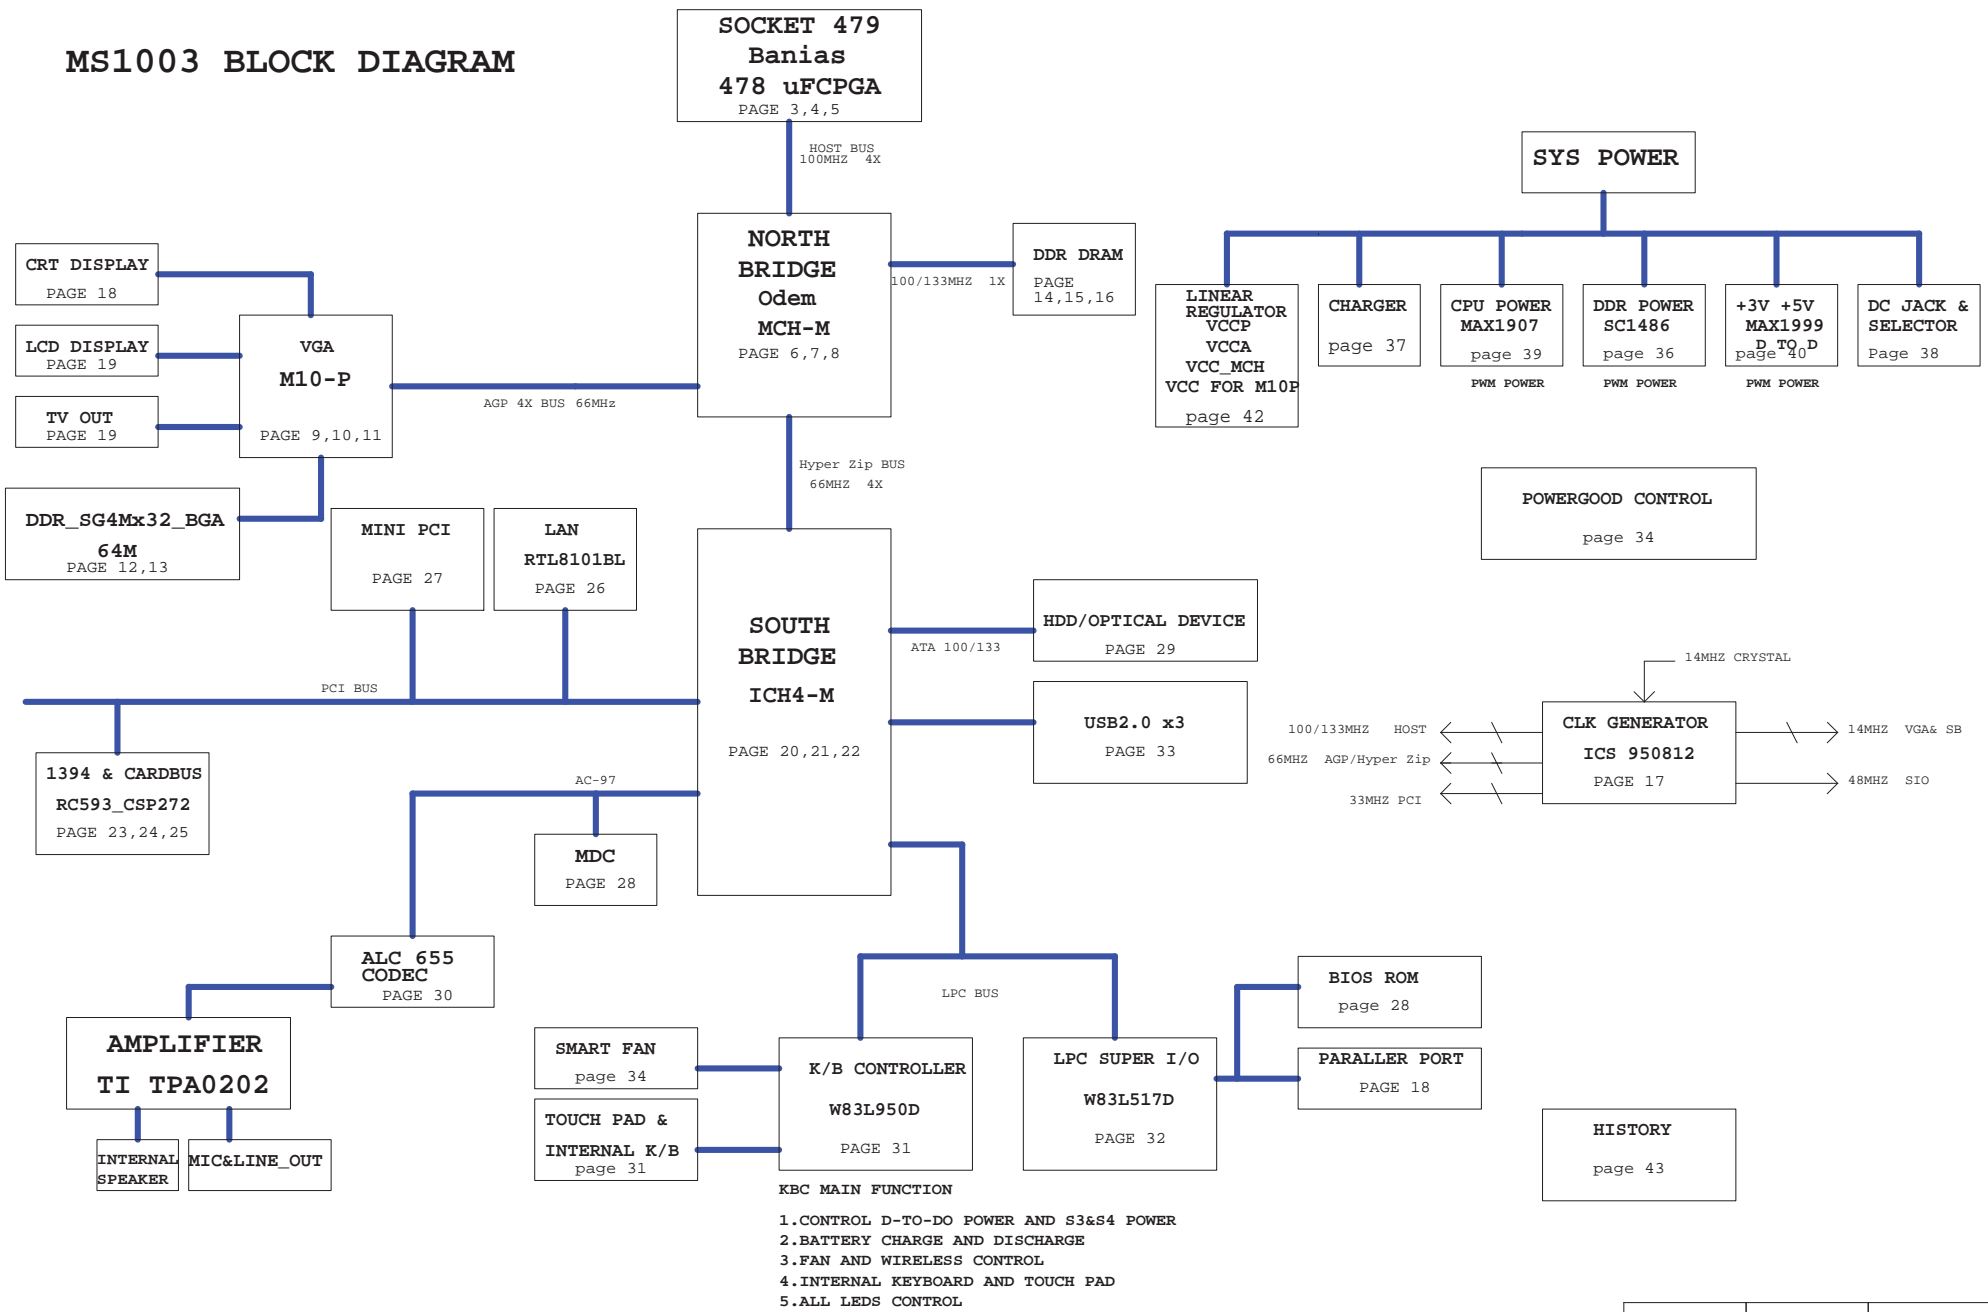 MS1003 BLOCK DIAGRAM
SOCKET 479
Banias
478 uFCPGA
PAGE 3,4,5
HOST BUS
100MHZ 4X
SYS POWER
NORTH
BRIDGE
Odem
MCH-M
PAGE 6,7,8
100/133MHZ 1X
DDR DRAM
PAGE
14,15,16
CRT DISPLAY
PAGE 18
LCD DISPLAY
PAGE 19
TV OUT
PAGE 19
VGA
M10-P
PAGE 9,10,11
AGP 4X BUS 66MHz
LINEAR
REGULATOR
VCCP
VCCA
VCC_MCH
VCC FOR M10P
page 42
CHARGER
page 37
CPU POWER
MAX1907
page 39
PWM POWER
DDR POWER
SC1486
page 36
PWM POWER
+3V +5V
MAX1999
D TO D
page 40
PWM POWER
DC JACK &
SELECTOR
Page 38
DDR_SG4Mx32_BGA
64M
PAGE 12,13
Hyper Zip BUS
66MHZ 4X
MINI PCI
PAGE 27
LAN
RTL8101BL
PAGE 26
POWERGOOD CONTROL
page 34
SOUTH
BRIDGE
ICH4-M
PAGE 20,21,22
ATA 100/133
HDD/OPTICAL DEVICE
PAGE 29
USB2.0 x3
PAGE 33
PCI BUS
1394 & CARDBUS
RC593_CSP272
PAGE 23,24,25
AC-97
MDC
PAGE 28
14MHZ CRYSTAL
CLK GENERATOR
ICS 950812
PAGE 17
100/133MHZ HOST
66MHZ AGP/Hyper Zip
33MHZ PCI
14MHZ VGA& SB
48MHZ SIO
ALC 655
CODEC
PAGE 30
AMPLIFIER
TI TPA0202
INTERNAL
SPEAKER
MIC&LINE_OUT
LPC BUS
SMART FAN
page 34
TOUCH PAD &
INTERNAL K/B
page 31
K/B CONTROLLER
W83L950D
PAGE 31
LPC SUPER I/O
W83L517D
PAGE 32
BIOS ROM
page 28
PARALLER PORT
PAGE 18
HISTORY
page 43
KBC MAIN FUNCTION
1.CONTROL D-TO-DO POWER AND S3&S4 POWER
2.BATTERY CHARGE AND DISCHARGE
3.FAN AND WIRELESS CONTROL
4.INTERNAL KEYBOARD AND TOUCH PAD
5.ALL LEDS CONTROL